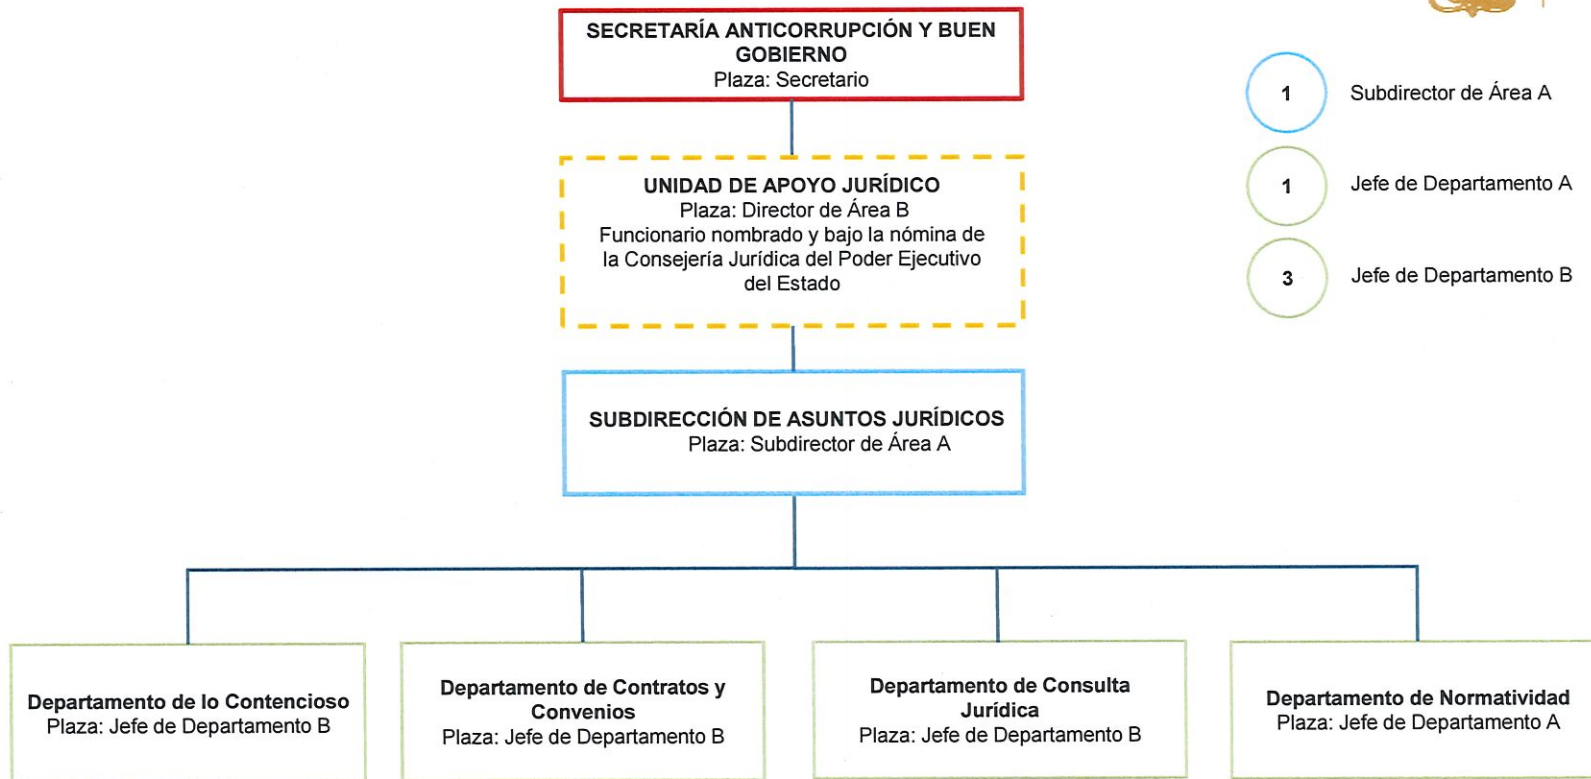 SECRETARÍA ANTICORRUPCIÓN Y BUEN
GOBIERNO
Plaza: Secretario
1
Subdirector de Área A
1
Jefe de Departamento A
3
Jefe de Departamento B
UNIDAD DE APOYO JURÍDICO
Plaza: Director de Área B
Funcionario nombrado y bajo la nómina de
la Consejería Jurídica del Poder Ejecutivo
del Estado
SUBDIRECCIÓN DE ASUNTOS JURÍDICOS
Plaza: Subdirector de Área A
Departamento de lo Contencioso
Plaza: Jefe de Departamento B
Departamento de Contratos y
Convenios
Plaza: Jefe de Departamento B
Departamento de Consulta
Jurídica
Plaza: Jefe de Departamento B
Departamento de Normatividad
Plaza: Jefe de Departamento A